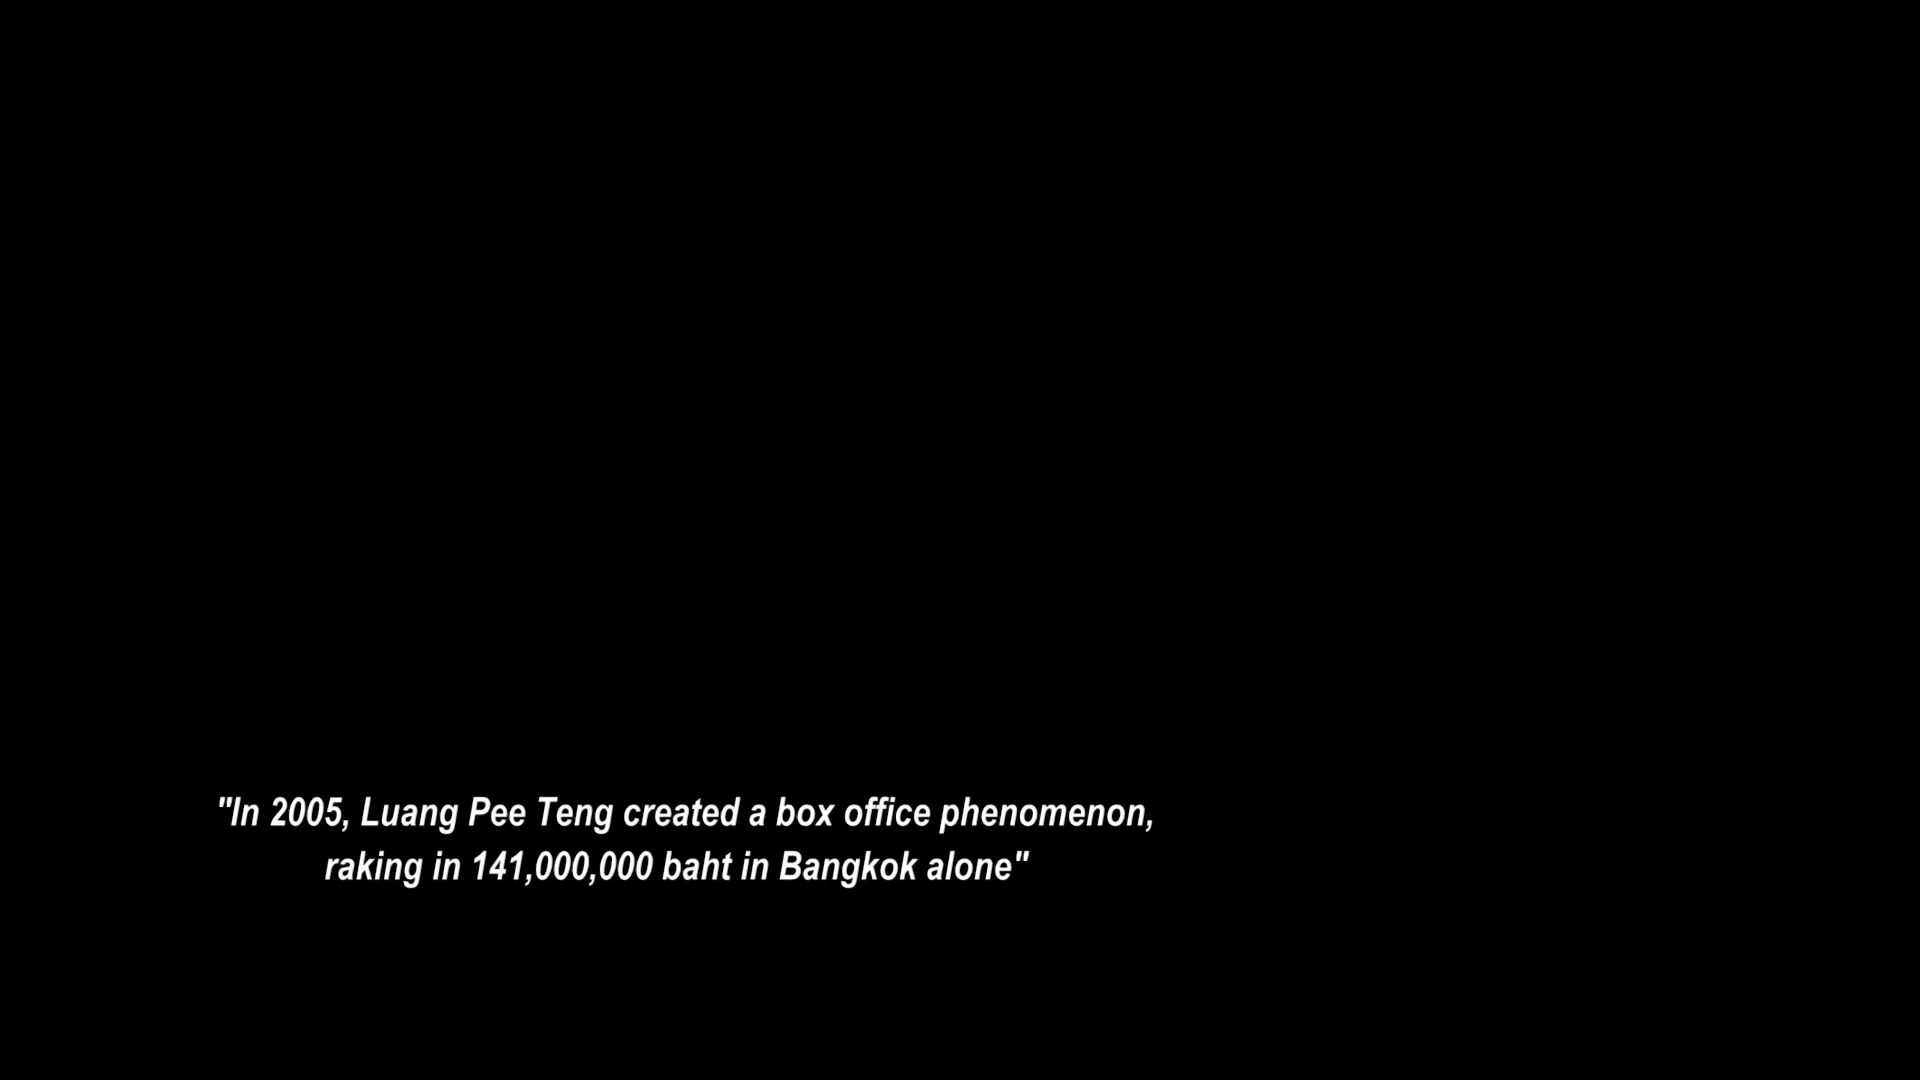 "In 2005, Luang Pee Teng created a box office phenomenon,
raking in 141,000,000 baht in Bangkok alone"